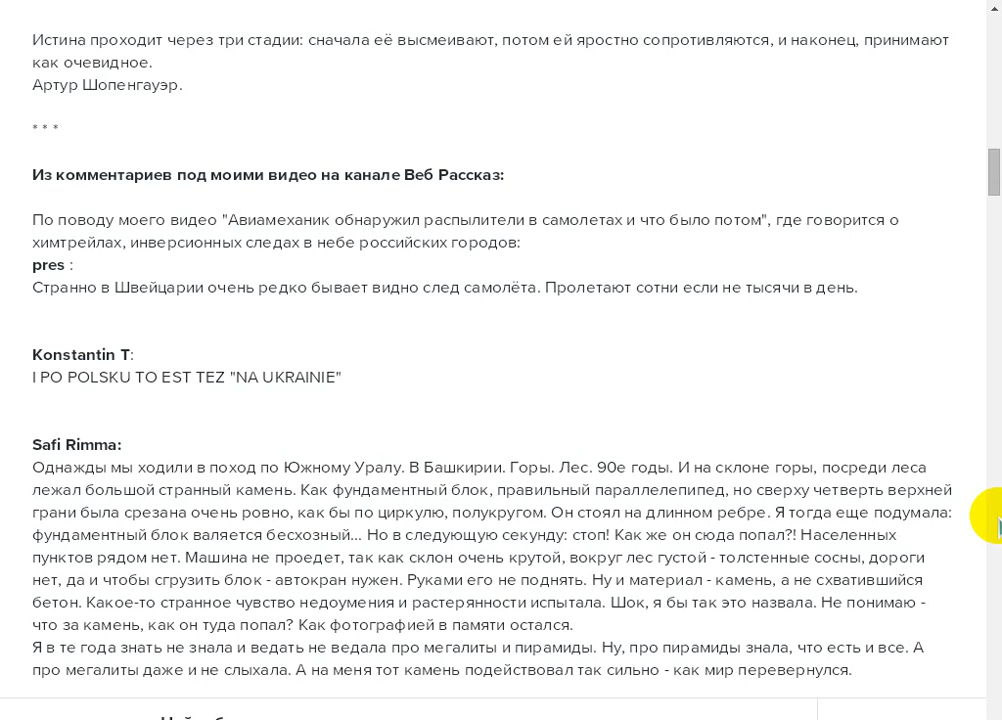 Истина проходит через три стадии: сначала её высмеивают, потом ей яростно сопротивляются, и наконец, принимают
как очевидное.
Артур Шопенгауэр.
* * *
Из комментариев под моими видео на канале Веб Рассказ:
По поводу моего видео "Авиамеханик обнаружил распылители в самолетах и что было потом", где говорится о
химтрейлах, инверсионных следах в небе российских городов:
pres :
Странно в Швейцарии очень редко бывает видно след самолёта. Пролетают сотни если не тысячи в день.
Konstantin T:
I PO POLSKU TO EST TEZ "NA UKRAINIE"
Safi Rimma:
Однажды мы ходили в поход по Южному Уралу. В Башкирии. Горы. Лес. 90е годы. И на склоне горы, посреди леса
лежал большой странный камень. Как фундаментный блок, правильный параллелепипед, но сверху четверть верхней
грани была срезана очень ровно, как бы по циркулю, полукругом. Он стоял на длинном ребре. Я тогда еще подумала:
фундаментный блок валяется бесхозный... Но в следующую секунду: стоп! Как же он сюда попал?! Населенных
пунктов рядом нет. Машина не проедет, так как склон очень крутой, вокруг лес густой - толстенные сосны, дороги
нет, да и чтобы сгрузить блок - автокран нужен. Руками его не поднять. Ну и материал - камень, а не схватившийся
бетон. Какое-то странное чувство недоумения и растерянности испытала. Шок, я бы так это назвала. Не понимаю -
что за камень, как он туда попал? Как фотографией в памяти остался.
Я в те года знать не знала и ведать не ведала про мегалиты и пирамиды. Ну, про пирамиды знала, что есть и все. А
про мегалиты даже и не слыхала. А на меня тот камень подействовал так сильно - как мир перевернулся.